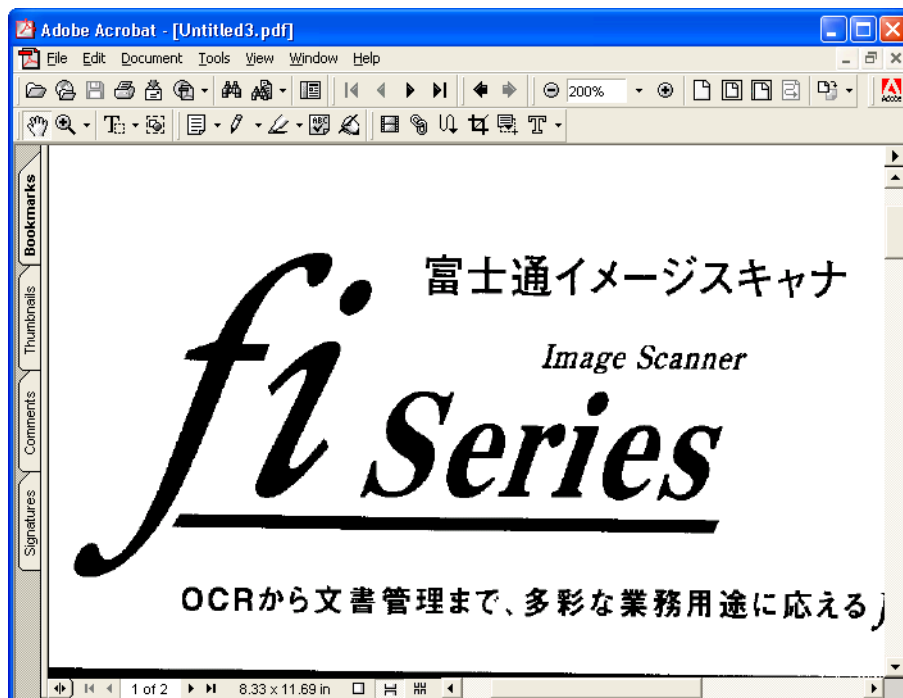 Adobe Acrobat - [Untitled3.pdf]
File Edit Document Tools View Window Help
200%
Adobe
Bookmarks
Thumbnails
Comments
Signatures
富士通イメージスキャナ
Image Scanner
fi Series
OCRから文書管理まで、多彩な業務用途に応える f
1 of 2 8.33 x 11.69 in